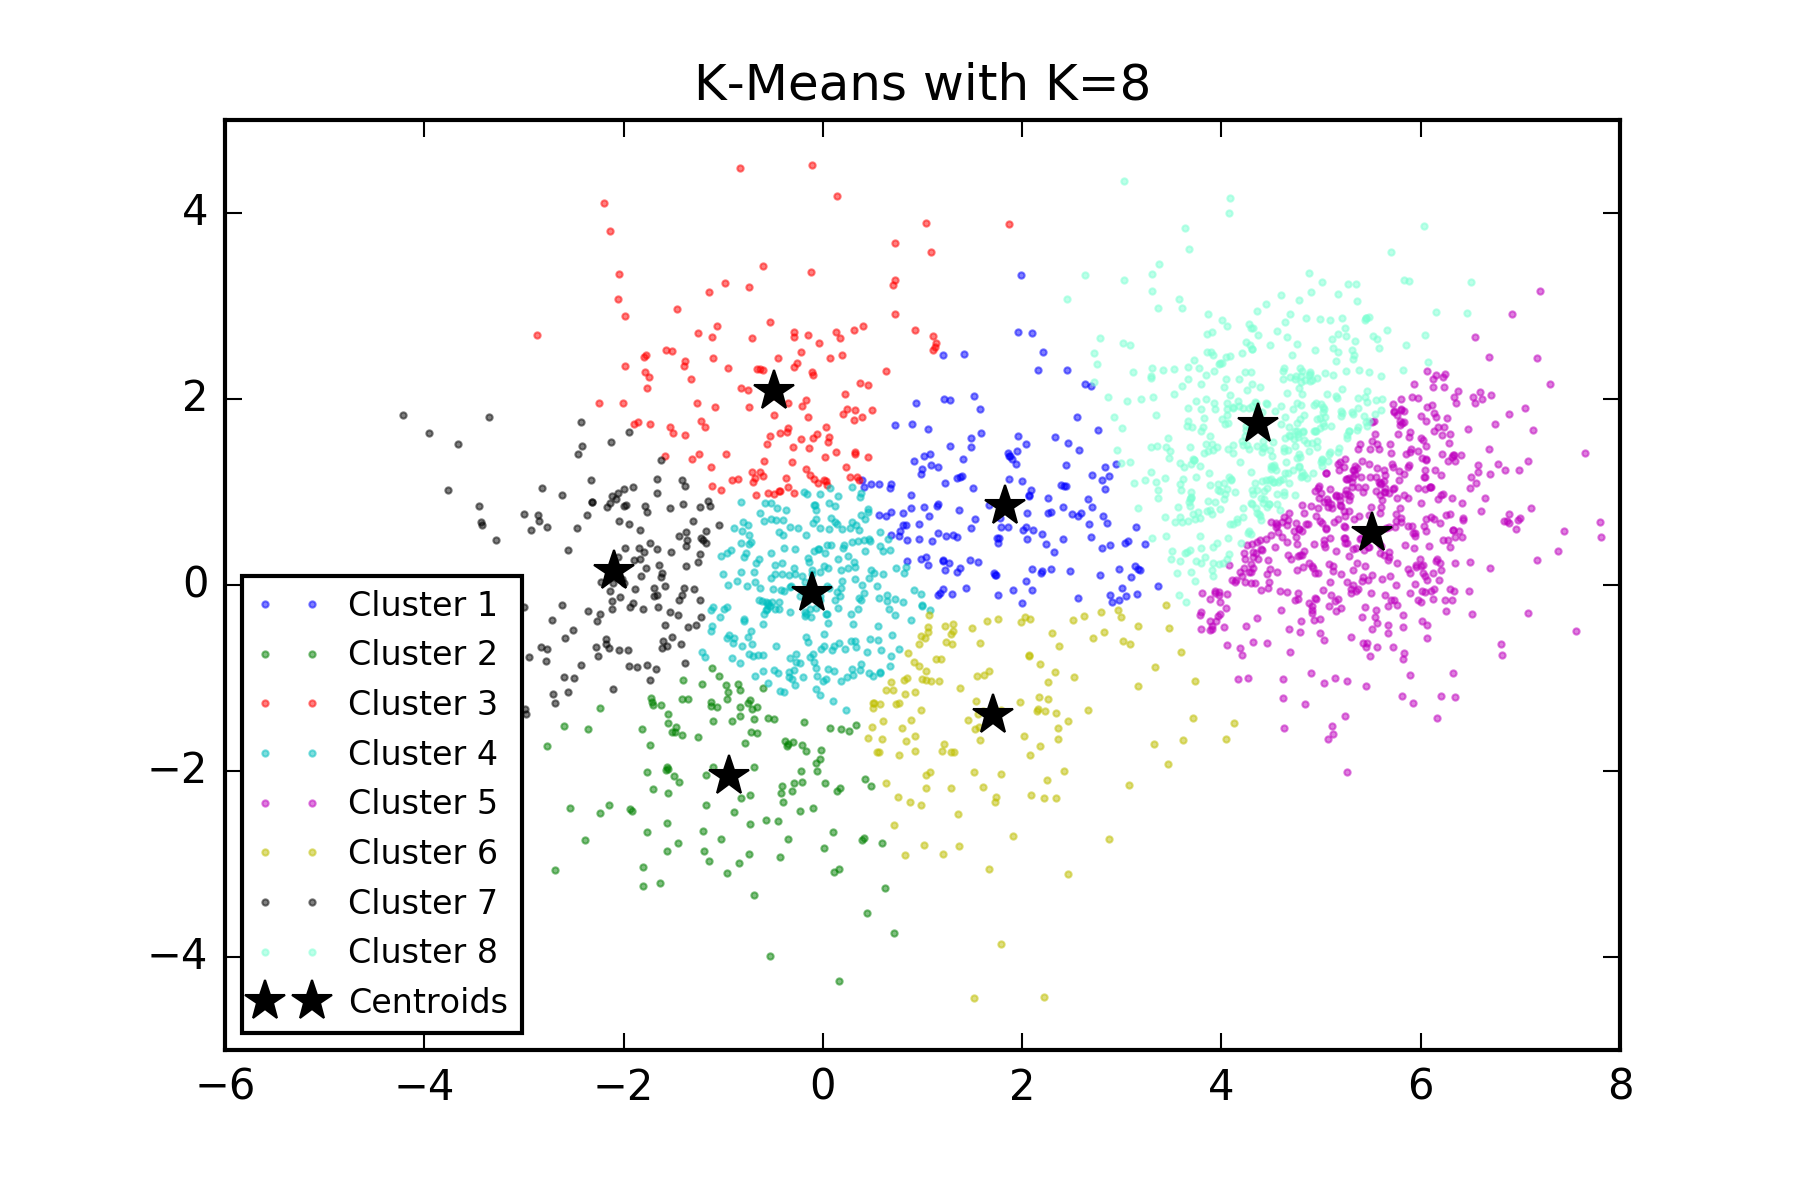 K-Means with K=8
4
2
0
−2
−4
Cluster 1
Cluster 2
Cluster 3
Cluster 4
Cluster 5
Cluster 6
Cluster 7
Cluster 8
Centroids
−6 −4 −2 0 2 4 6 8